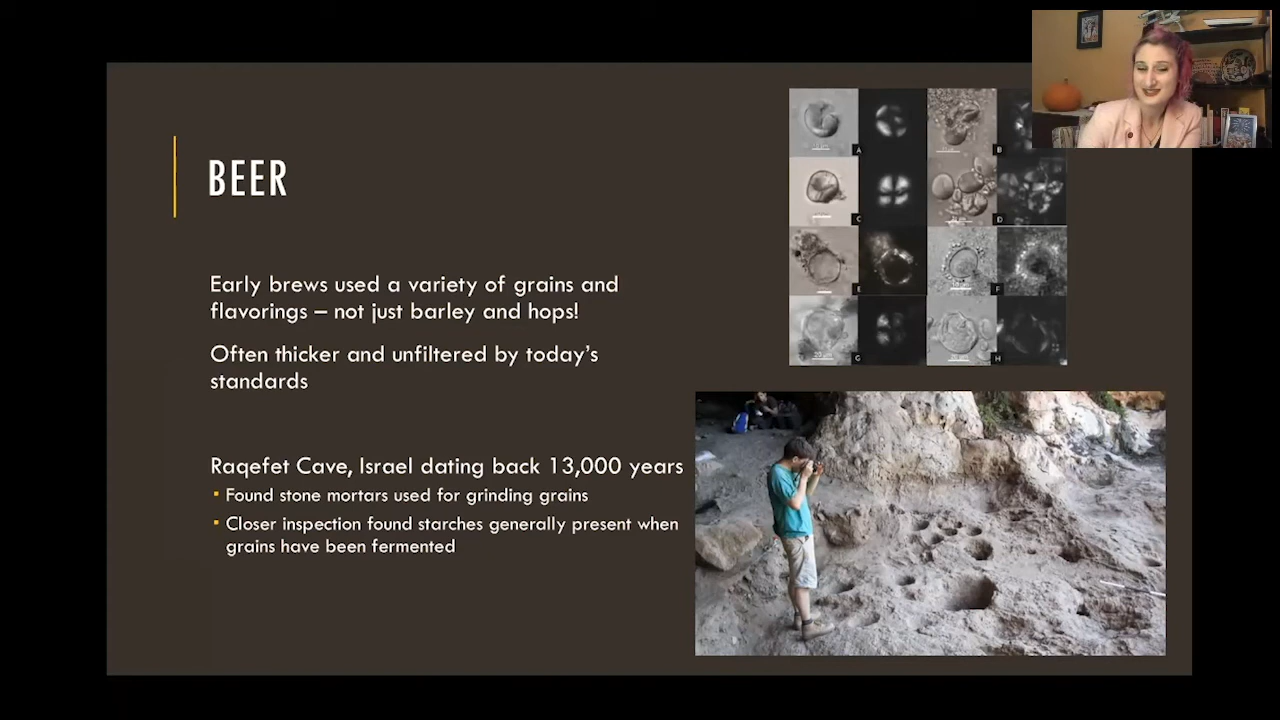 BEER
Early brews used a variety of grains and
flavorings – not just barley and hops!
Often thicker and unfiltered by today's
standards
Raqefet Cave, Israel dating back 13,000 years
▪ Found stone mortars used for grinding grains
▪ Closer inspection found starches generally present when
grains have been fermented
A
B
C
D
E
F
G
H